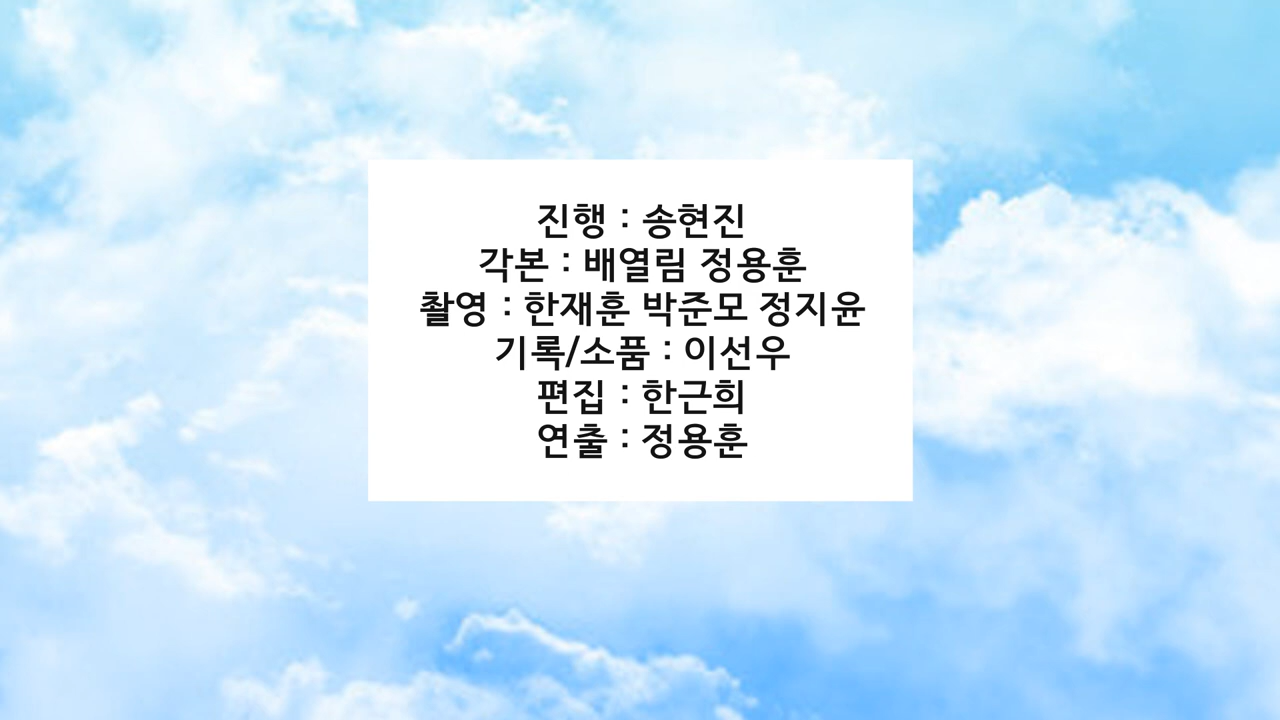 진행 : 송현진
각본 : 배열림 정용훈
촬영 : 한재훈 박준모 정지윤
기록/소품 : 이선우
편집 : 한근희
연출 : 정용훈